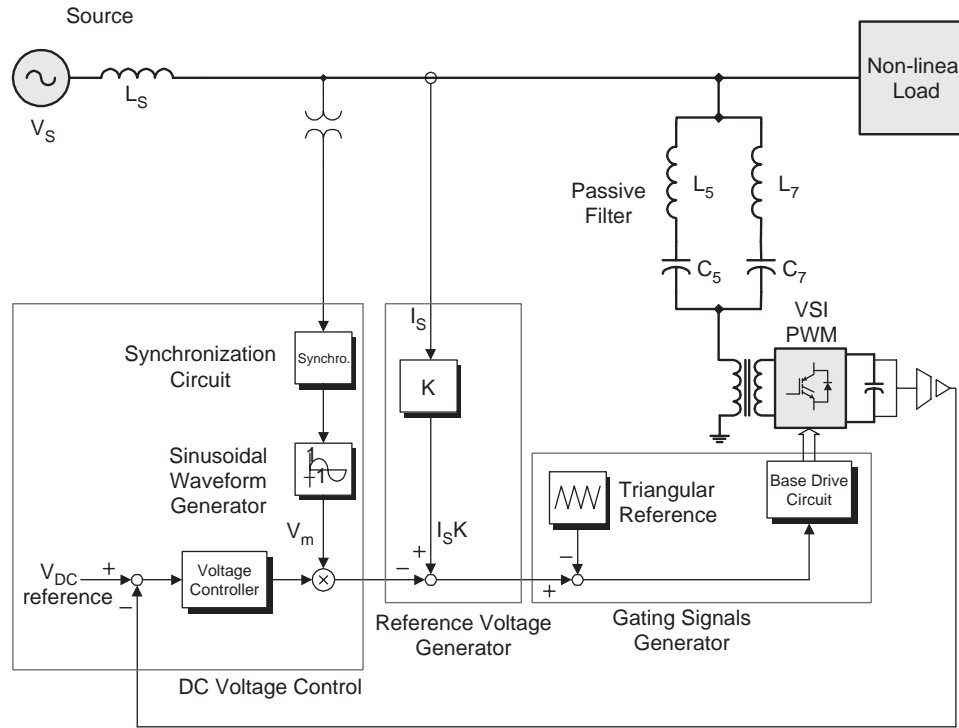 Source
L_S
V_S
Non-linea
Load
Passive
Filter
L_5
L_7
C_5
C_7
VSI
PWM
I_S
Synchronization
Circuit
Synchro.
K
Sinusoidal
Waveform
Generator
1
1
V_m
I_SK
Triangular
Reference
Base Drive
Circuit
V_DC
reference
+
−
Voltage
Controller
×
−
+
+
−
Reference Voltage
Generator
Gating Signals
Generator
DC Voltage Control